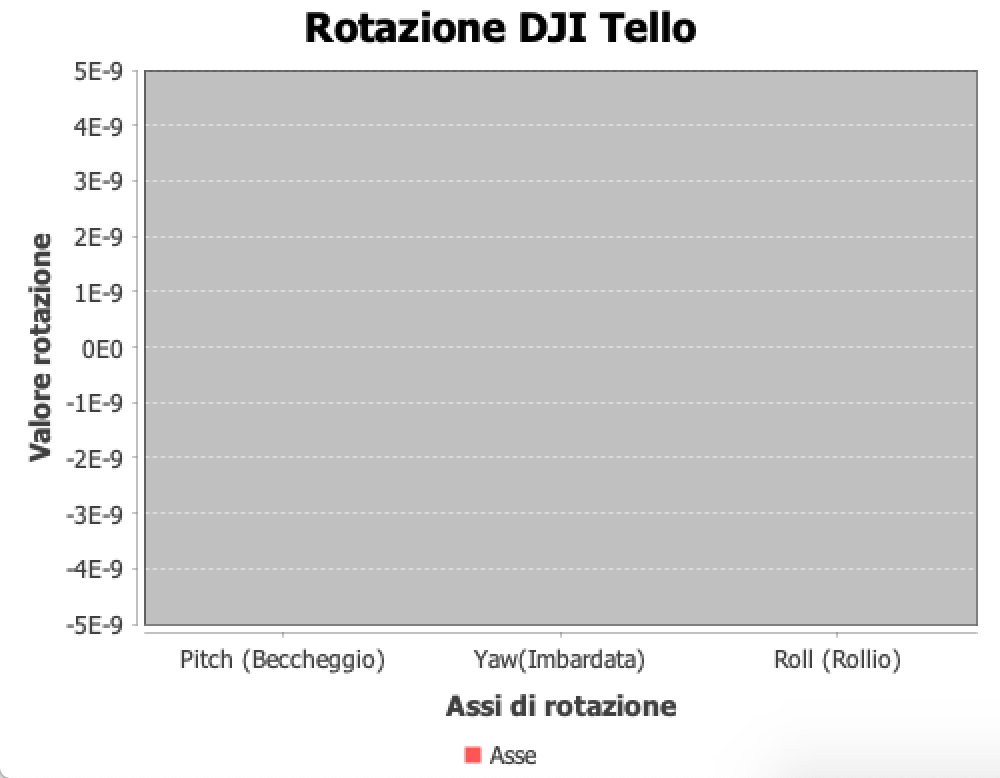 Rotazione DJI Tello
5E-9
4E-9
3E-9
2E-9
1E-9
0E0
-1E-9
-2E-9
-3E-9
-4E-9
-5E-9
Valore rotazione
Pitch (Beccheggio)
Yaw(Imbardata)
Roll (Rollio)
Assi di rotazione
Asse